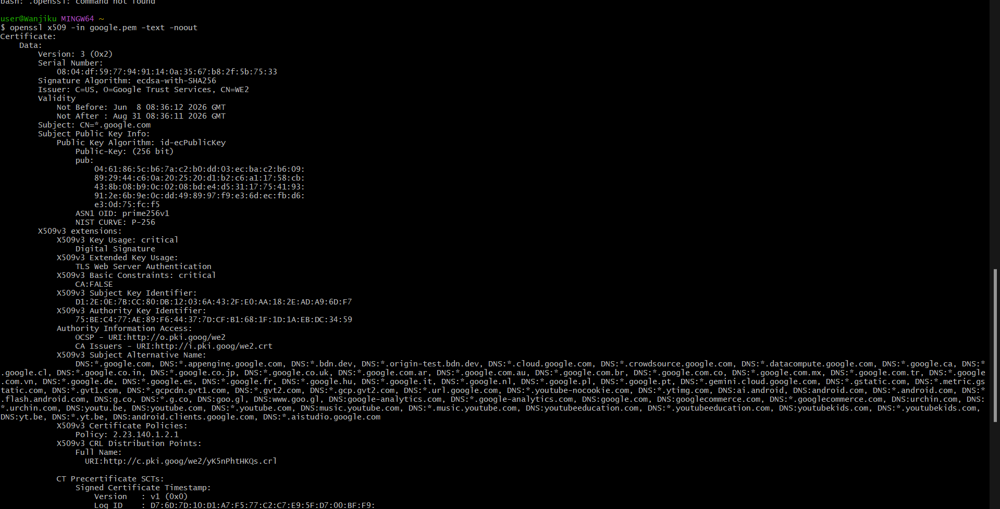 bash: .openssl: command not found
user@Wanjiku MINGW64 ~
$ openssl x509 -in google.pem -text -noout
Certificate:
    Data:
        Version: 3 (0x2)
        Serial Number:
            08:04:df:59:77:94:91:14:0a:35:67:b8:2f:5b:75:33
        Signature Algorithm: ecdsa-with-SHA256
        Issuer: C=US, O=Google Trust Services, CN=WE2
        Validity
            Not Before: Jun  8 08:36:12 2026 GMT
            Not After : Aug 31 08:36:11 2026 GMT
        Subject: CN=*.google.com
        Subject Public Key Info:
            Public Key Algorithm: id-ecPublicKey
                Public-Key: (256 bit)
                pub:
                    04:61:86:5c:b6:7a:c2:b0:dd:03:ec:ba:c2:b6:09:
                    89:29:44:c6:0a:20:25:20:d1:b2:c6:a1:17:58:cb:
                    43:8b:08:b9:0c:02:08:bd:e4:d5:31:17:75:41:93:
                    91:2e:6b:9e:0c:dd:49:89:97:f9:e3:6d:ec:fb:d6:
                    e3:0d:75:fc:f5
                ASN1 OID: prime256v1
                NIST CURVE: P-256
        X509v3 extensions:
            X509v3 Key Usage: critical
                Digital Signature
            X509v3 Extended Key Usage:
                TLS Web Server Authentication
            X509v3 Basic Constraints: critical
                CA:FALSE
            X509v3 Subject Key Identifier:
                D1:2E:0E:7B:CC:80:DB:12:03:6A:43:2F:E0:AA:18:2E:AD:A9:6D:F7
            X509v3 Authority Key Identifier:
                75:BE:C4:77:AE:89:F6:44:37:7D:CF:B1:68:1F:1D:1A:EB:DC:34:59
            Authority Information Access:
                OCSP - URI:http://o.pki.goog/we2
                CA Issuers - URI:http://i.pki.goog/we2.crt
            X509v3 Subject Alternative Name:
                DNS:*.google.com, DNS:*.appengine.google.com, DNS:*.bdn.dev, DNS:*.origin-test.bdn.dev, DNS:*.cloud.google.com, DNS:*.crowdsource.google.com, DNS:*.datacompute.google.com, DNS:*.google.ca, DNS:*
.google.cl, DNS:*.google.co.in, DNS:*.google.co.jp, DNS:*.google.co.uk, DNS:*.google.com.ar, DNS:*.google.com.au, DNS:*.google.com.br, DNS:*.google.com.co, DNS:*.google.com.mx, DNS:*.google.com.tr, DNS:*.google
.com.vn, DNS:*.google.de, DNS:*.google.es, DNS:*.google.fr, DNS:*.google.hu, DNS:*.google.it, DNS:*.google.nl, DNS:*.google.pl, DNS:*.google.pt, DNS:*.gemini.cloud.google.com, DNS:*.gstatic.com, DNS:*.metric.gs
tatic.com, DNS:*.gvt1.com, DNS:*.gcpcdn.gvt1.com, DNS:*.gvt2.com, DNS:*.gcp.gvt2.com, DNS:*.url.google.com, DNS:*.youtube-nocookie.com, DNS:*.ytimg.com, DNS:ai.android, DNS:android.com, DNS:*.android.com, DNS:*
.flash.android.com, DNS:g.co, DNS:*.g.co, DNS:goo.gl, DNS:www.goo.gl, DNS:google-analytics.com, DNS:*.google-analytics.com, DNS:google.com, DNS:googlecommerce.com, DNS:*.googlecommerce.com, DNS:urchin.com, DNS:
*.urchin.com, DNS:youtu.be, DNS:youtube.com, DNS:*.youtube.com, DNS:music.youtube.com, DNS:*.music.youtube.com, DNS:youtubeeducation.com, DNS:*.youtubeeducation.com, DNS:youtubekids.com, DNS:*.youtubekids.com,
DNS:yt.be, DNS:*.yt.be, DNS:android.clients.google.com, DNS:*.aistudio.google.com
            X509v3 Certificate Policies:
                Policy: 2.23.140.1.2.1
            X509v3 CRL Distribution Points:
                Full Name:
                  URI:http://c.pki.goog/we2/yK5nPhtHKQs.crl
            CT Precertificate SCTs:
                Signed Certificate Timestamp:
                    Version   : v1 (0x0)
                    Log ID    : D7:6D:7D:10:D1:A7:F5:77:C2:C7:E9:5F:D7:00:BF:F9: